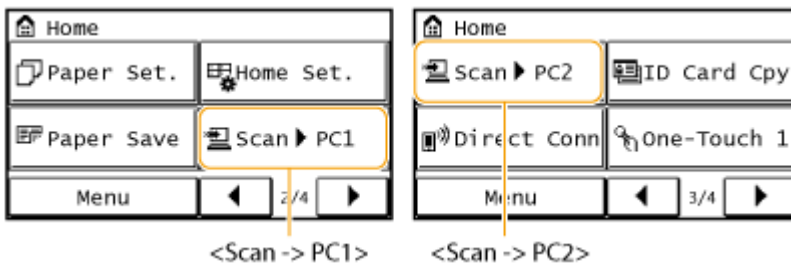 Home
Paper Set. Home Set.
Paper Save Scan ▶ PC1
Menu ◀ 2/4 ▶
<Scan -> PC1>
Home
Scan ▶ PC2 ID Card Cpy
Direct Conn One-Touch 1
Menu ◀ 3/4 ▶
<Scan -> PC2>